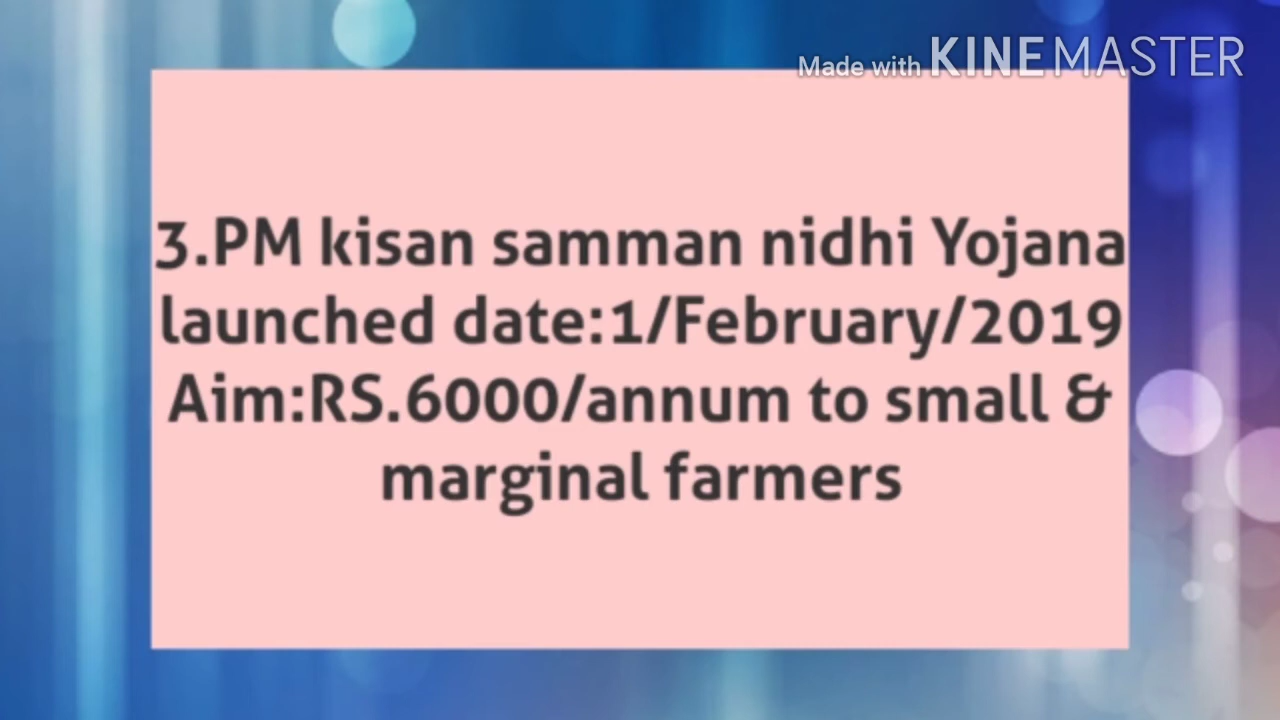 Made with KINEMASTER
3.PM kisan samman nidhi Yojana
launched date:1/February/2019
Aim:RS.6000/annum to small &
marginal farmers